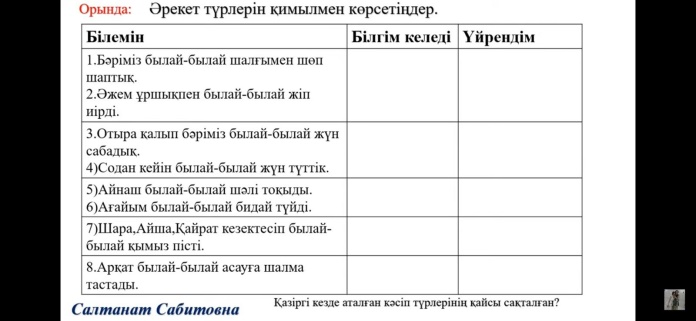 Орында: Әрекет түрлерін қимылмен көрсетіңдер.
Білемін
Білгім келеді
Үйрендім
1.Бәріміз былай-былай шалғымен шөп
шаптық.
2.Әжем ұршықпен былай-былай жіп
иірді.
3.Отыра қалып бәріміз былай-былай жүн
сабадық.
4)Содан кейін былай-былай жүн түттік.
5)Айнаш былай-былай шәлі тоқыды.
6)Ағайым былай-былай бидай түйді.
7)Шара,Айша,Қайрат кезектесіп былай-
былай қымыз пісті.
8.Арқат былай-былай асауға шалма
тастады.
Салтанат Сабитовна
Қазіргі кезде аталған кәсіп түрлерінің қайсы сақталған?